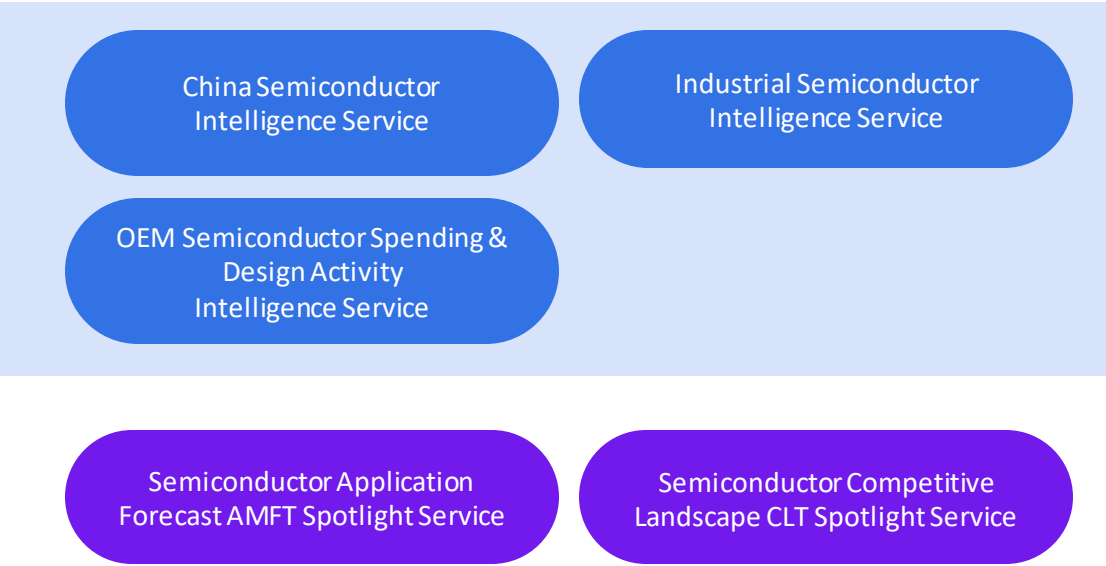 China Semiconductor
Intelligence Service
Industrial Semiconductor
Intelligence Service
OEM Semiconductor Spending &
Design Activity
Intelligence Service
Semiconductor Application
Forecast AMFT Spotlight Service
Semiconductor Competitive
Landscape CLT Spotlight Service